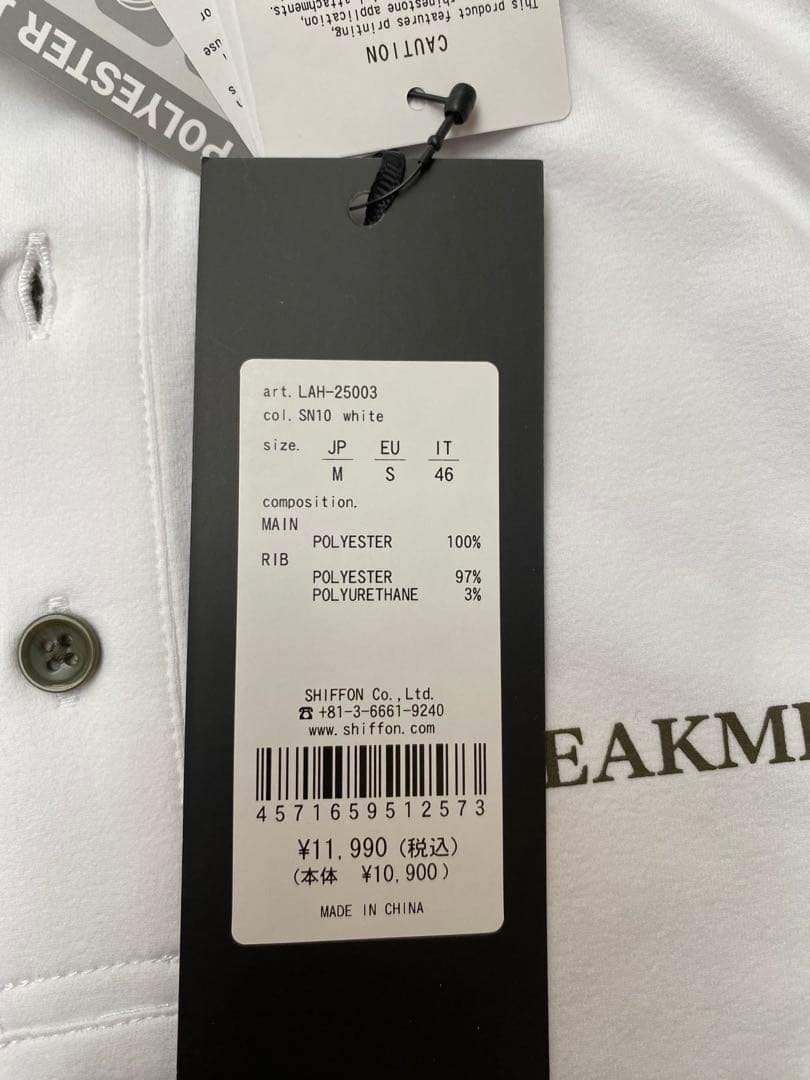 POLYESTER
This product features printing,
application,
attachments.
CAUTION
or
use
art. LAH-25003
col. SN10 white
size. JP EU IT
M S 46
composition.
MAIN
POLYESTER 100%
RIB
POLYESTER 97%
POLYURETHANE 3%
SHIFFON Co.,Ltd.
☎ +81-3-6661-9240
www.shiffon.com
4571659512573
¥11,990 (税込)
(本体 ¥10,900)
MADE IN CHINA
EAKM